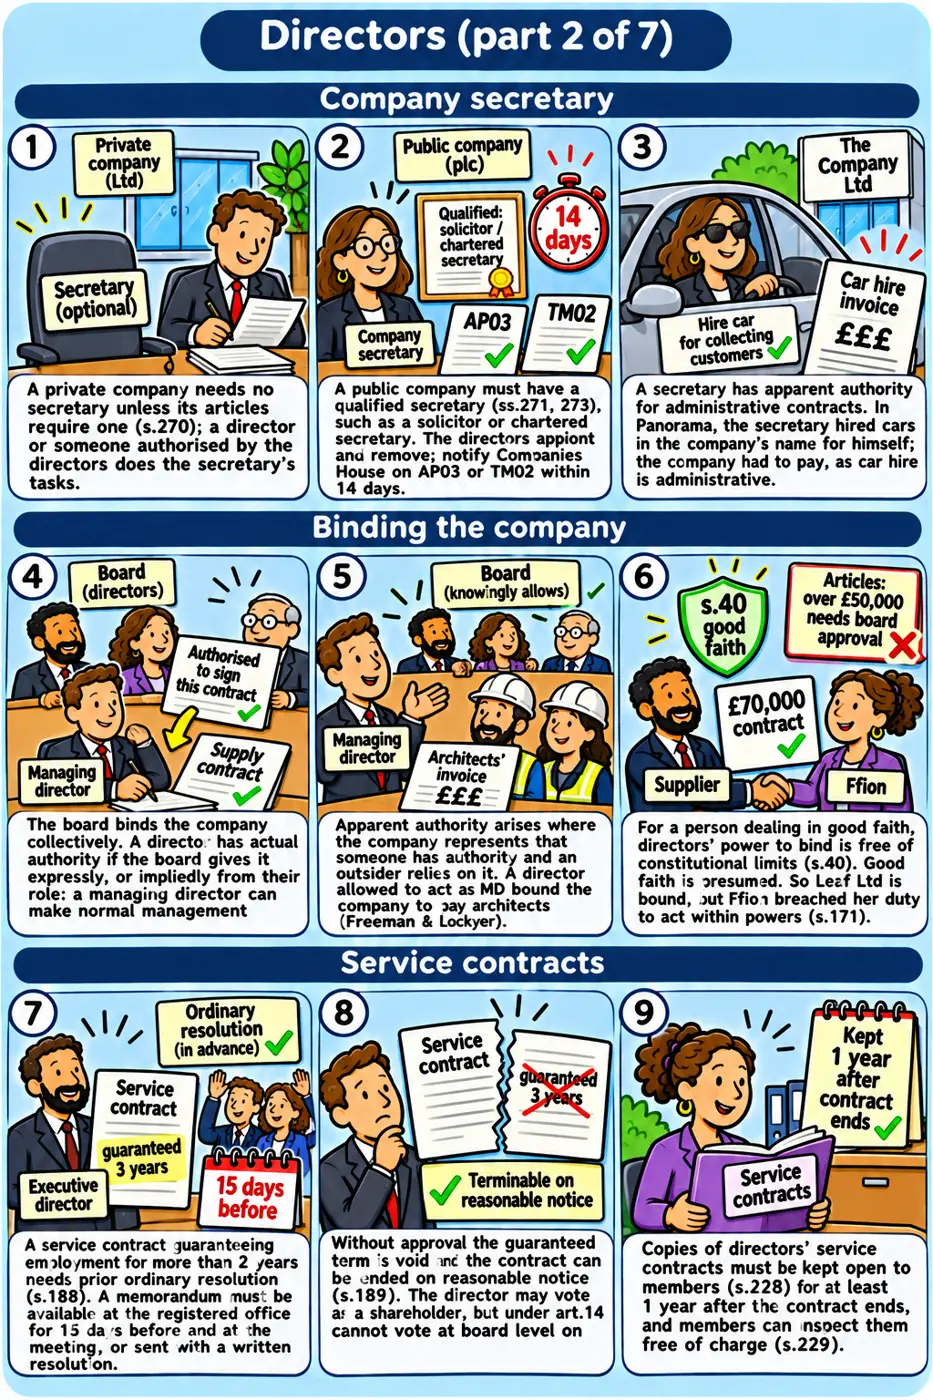 Directors (part 2 of 7)
Company secretary
1
Private
company
(Ltd)
Secretary
(optional)
A private company needs no
secretary unless its articles
require one (s.270); a director
or someone authorised by the
directors does the secretary's
tasks.
2
Public company
(plc)
Qualified:
solicitor /
chartered
secretary
14
days
Company
secretary
AP03
TM02
A public company must have a
qualified secretary (ss.271, 273),
such as a solicitor or chartered
secretary. The directors appoint
and remove; notify Companies
House on AP03 or TM02 within
14 days.
3
The
Company
Ltd
Hire car
for collecting
customers
Car hire
invoice
£££
A secretary has apparent authority
for administrative contracts. In
Panorama, the secretary hired cars
in the company's name for himself;
the company had to pay, as car hire
is administrative.
Binding the company
4
Board
(directors)
Authorised
to sign
this contract
Managing
director
Supply
contract
The board binds the company
collectively. A director has actual
authority if the board gives it
expressly, or impliedly from their
role: a managing director can
make normal management
5
Board
(knowingly allows)
Managing
director
Architects'
invoice
£££
Apparent authority arises where
the company represents that
someone has authority and an
outsider relies on it. A director
allowed to act as MD bound the
company to pay architects
(Freeman & Lockyer).
6
s.40
good
faith
Articles:
over £50,000
needs board
approval
£70,000
contract
Supplier
Ffion
For a person dealing in good faith,
directors' power to bind is free of
constitutional limits (s.40). Good
faith is presumed. So Leaf Ltd is
bound, but Ffion breached her duty
to act within powers (s.171).
Service contracts
7
Ordinary
resolution
(in advance)
Service
contract
guaranteed
3 years
Executive
director
15 days
before
A service contract guaranteeing
employment for more than 2 years
needs prior ordinary resolution
(s.188). A memorandum must be
available at the registered office
for 15 days before and at the
meeting, or sent with a written
resolution.
8
Service
contract
guaranteed
3 years
Terminable on
reasonable notice
Without approval the guaranteed
term is void and the contract can
be ended on reasonable notice
(s.189). The director may vote
as a shareholder, but under art.14
cannot vote at board level on
9
Kept
1 year
after
contract
ends
Service
contracts
Copies of directors' service
contracts must be kept open to
members (s.228) for at least
1 year after the contract ends,
and members can inspect them
free of charge (s.229).